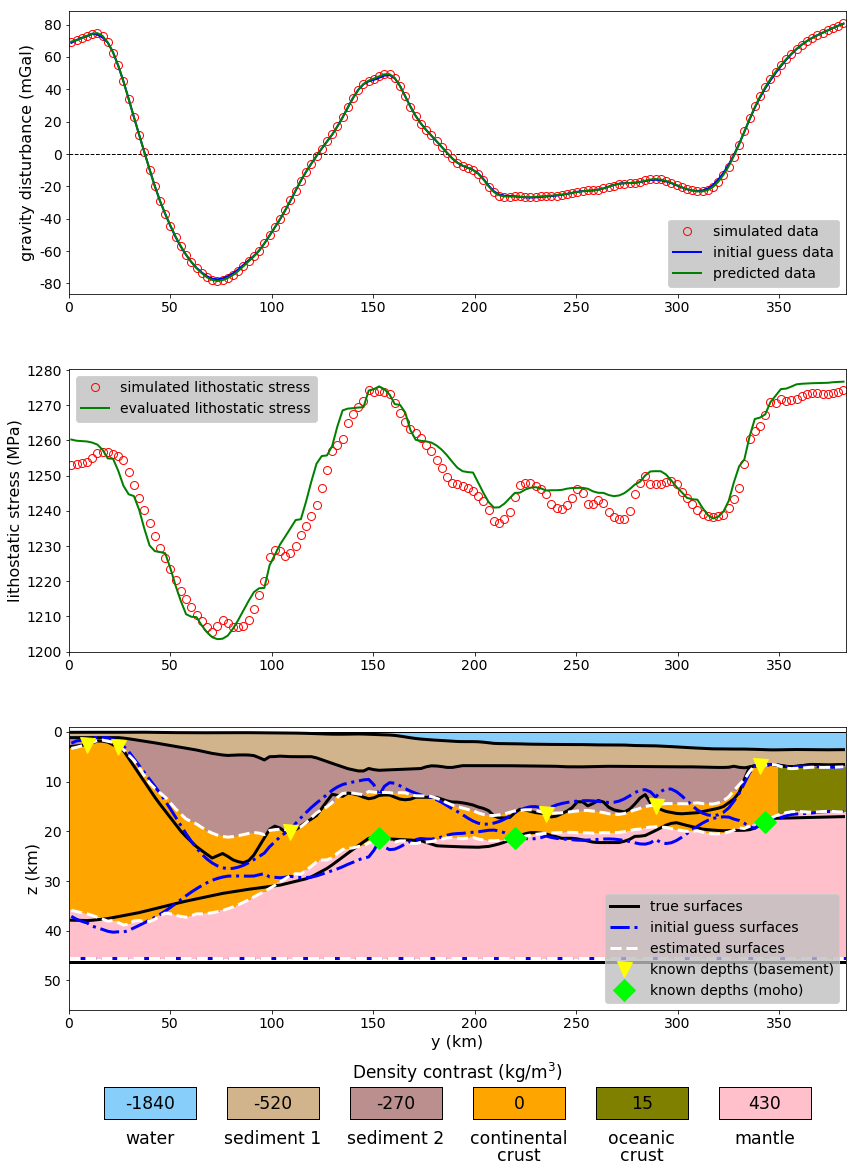 80
60
40
20
0
-20
-40
-60
-80
gravity disturbance (mGal)
simulated data
initial guess data
predicted data
0 50 100 150 200 250 300 350
1280
1270
1260
1250
1240
1230
1220
1210
1200
lithostatic stress (MPa)
simulated lithostatic stress
evaluated lithostatic stress
0 50 100 150 200 250 300 350
0
10
20
30
40
50
z (km)
true surfaces
initial guess surfaces
estimated surfaces
known depths (basement)
known depths (moho)
0 50 100 150 200 250 300 350
y (km)
Density contrast (kg/m³)
-1840 -520 -270 0 15 430
water sediment 1 sediment 2 continental oceanic mantle
crust crust